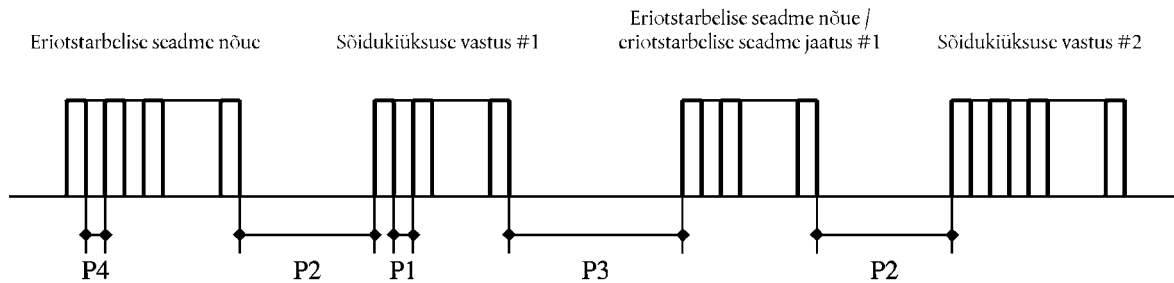 Eriotstarbelise seadme nõue
Sõidukiüksuse vastus #1
Eriotstarbelise seadme nõue /
eriotstarbelise seadme jaatus #1
Sõidukiüksuse vastus #2
P4
P2
P1
P3
P2